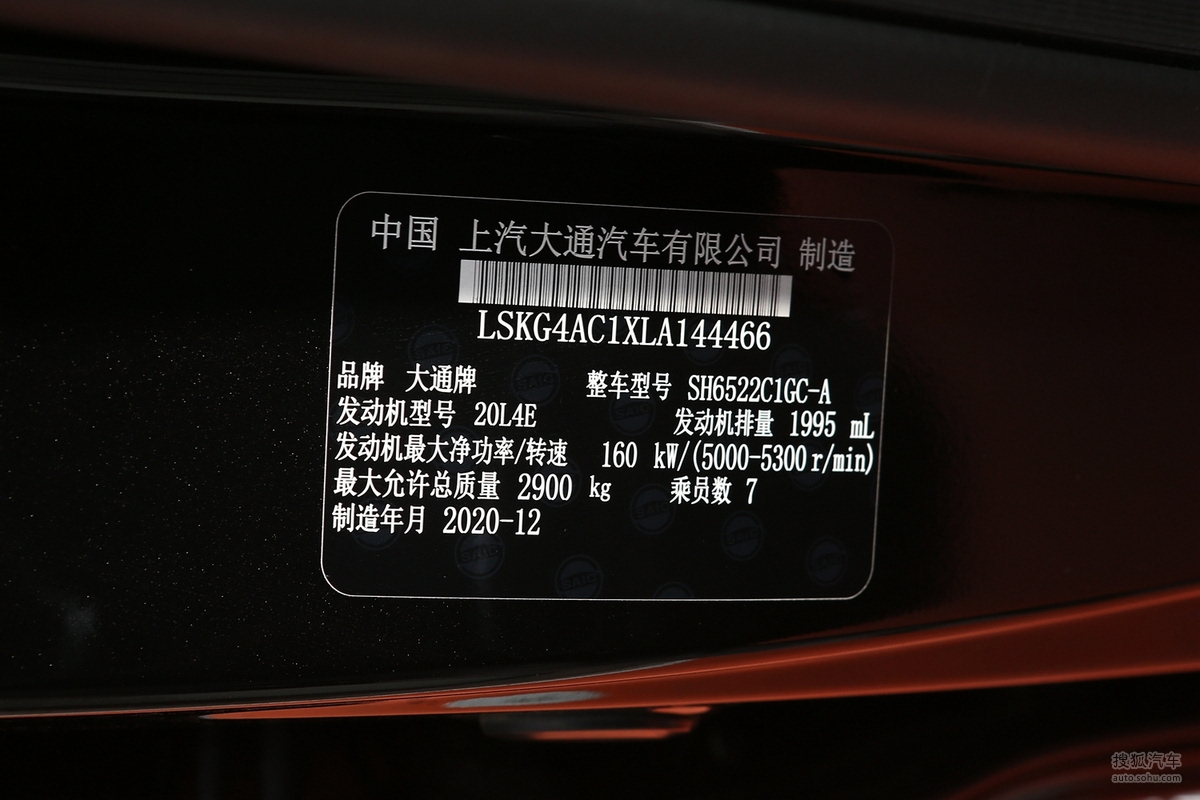 中国 上汽大通汽车有限公司 制造
LSKG4AC1XLA144466
品牌 大通牌 整车型号 SH6522C1GC-A
发动机型号 20L4E 发动机排量 1995 mL
发动机最大净功率/转速 160 kW/(5000-5300r/min)
最大允许总质量 2900 kg 乘员数 7
制造年月 2020-12
SAIC
SAIC
SAIC
搜狐汽车
auto.sohu.com